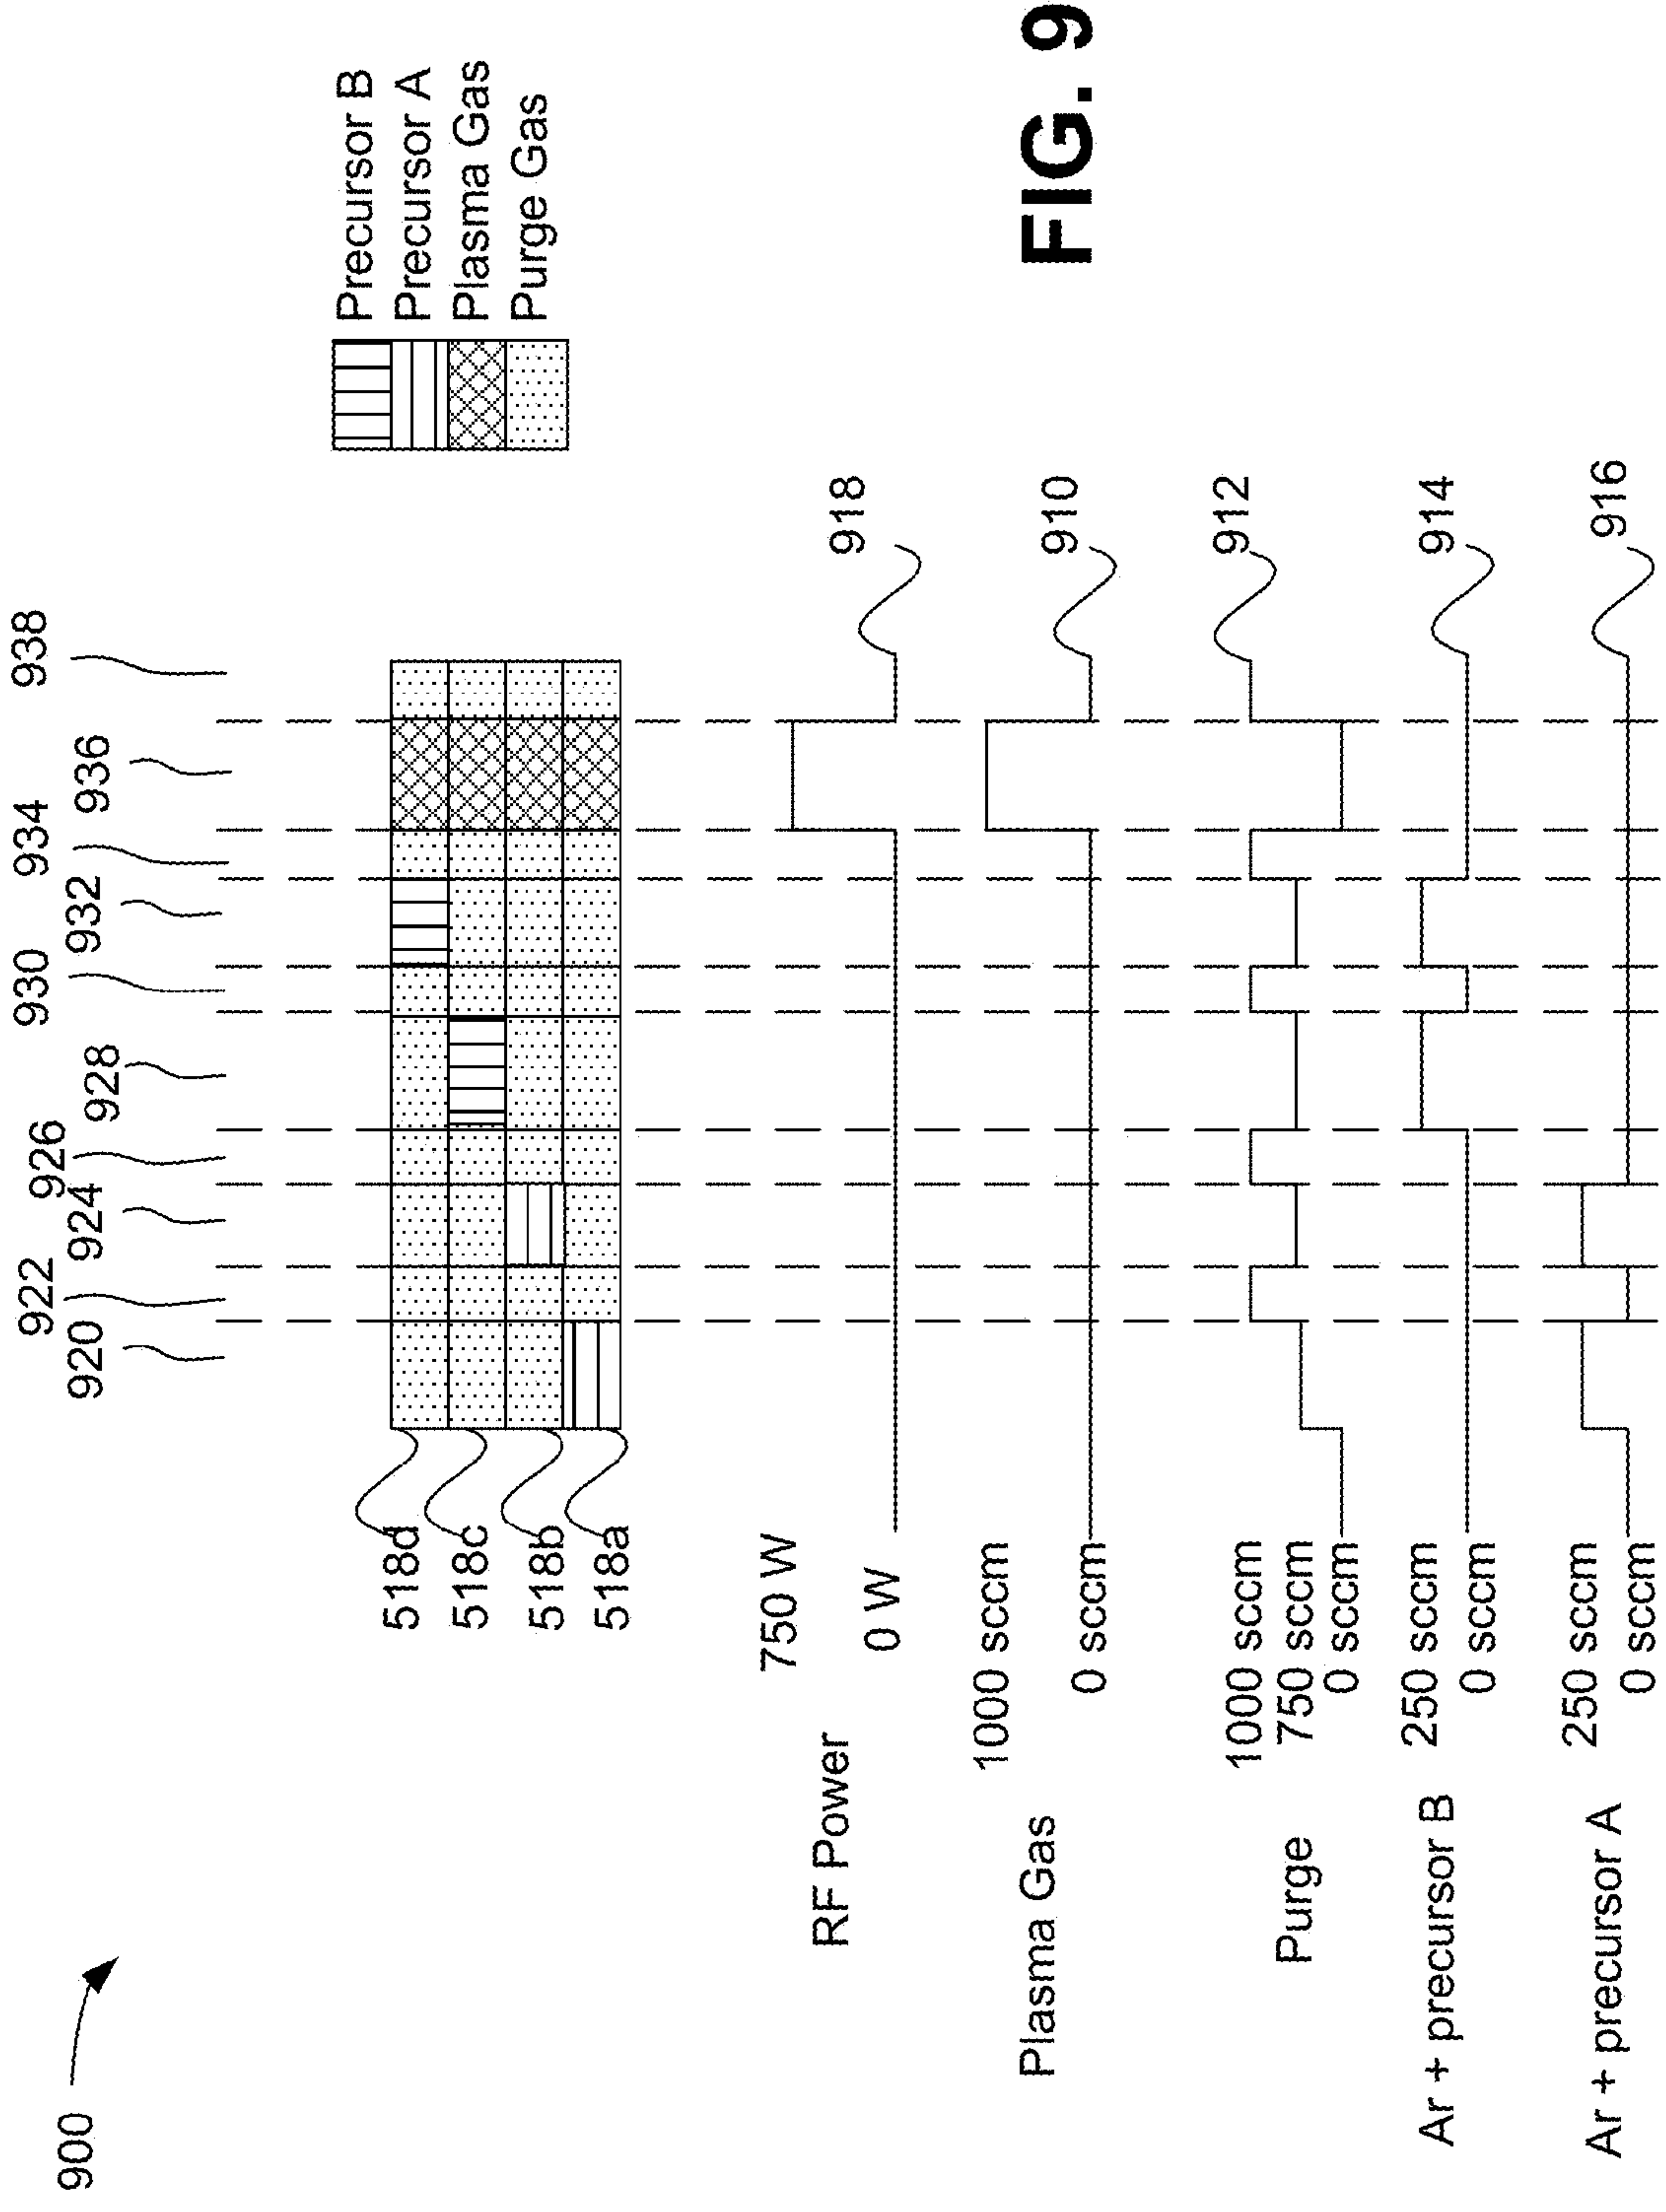 900
920
922
924
926
928
930
932
934
936
938
Precursor B
Precursor A
Plasma Gas
Purge Gas
518d
518c
518b
518a
RF Power
750 W
0 W
918
Plasma Gas
1000 sccm
0 sccm
910
Purge
1000 sccm
750 sccm
0 sccm
912
Ar + precursor B
250 sccm
0 sccm
914
Ar + precursor A
250 sccm
0 sccm
916
FIG. 9